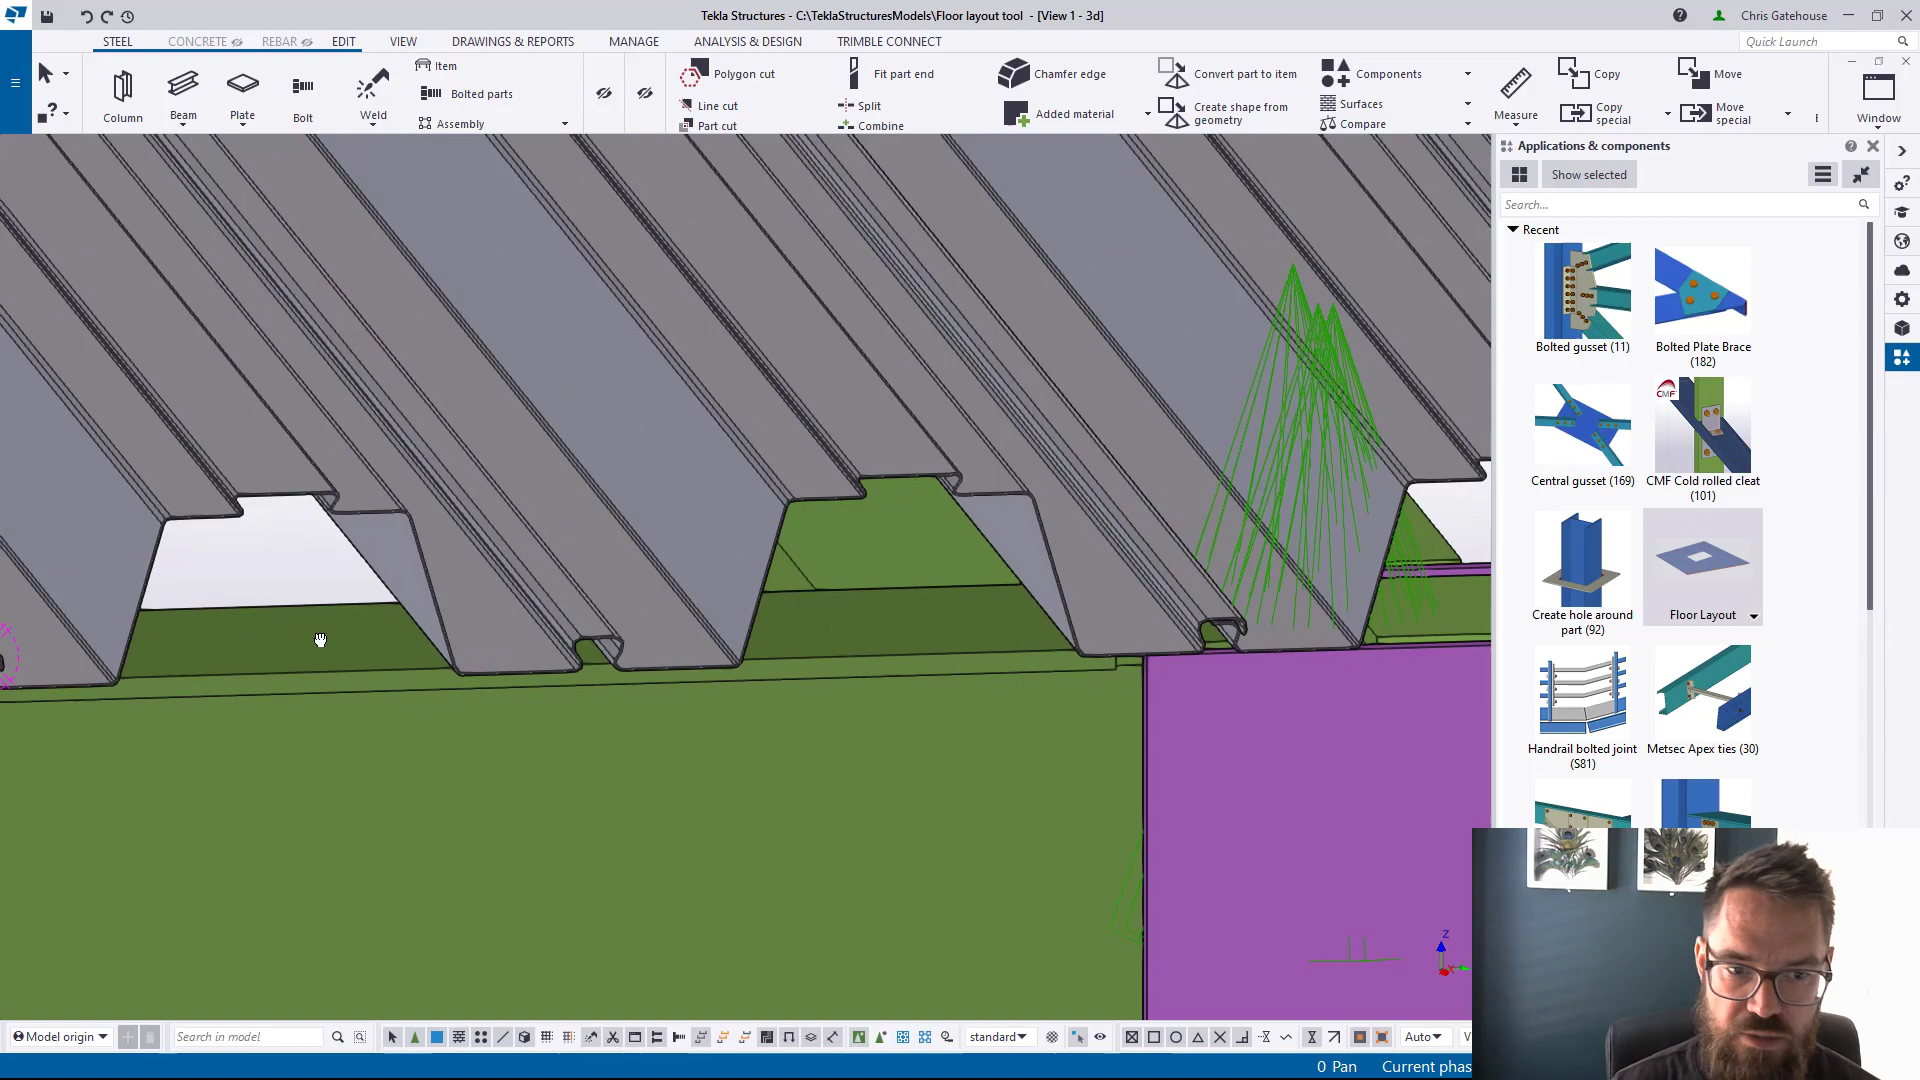 Tekla Structures - C:\TeklaStructuresModels\Floor layout tool - [View 1 - 3d]
Chris Gatehouse
STEEL
CONCRETE
REBAR
EDIT
VIEW
DRAWINGS & REPORTS
MANAGE
ANALYSIS & DESIGN
TRIMBLE CONNECT
Quick Launch
Column
Beam
Plate
Bolt
Weld
Item
Bolted parts
Assembly
Polygon cut
Line cut
Part cut
Fit part end
Split
Combine
Chamfer edge
Added material
Convert part to item
Create shape from
geometry
Components
Surfaces
Compare
Measure
Copy
Copy
special
Move
Move
special
Window
Applications & components
Show selected
Search...
Recent
Bolted gusset (11)
Bolted Plate Brace
(182)
Central gusset (169)
CMF
CMF Cold rolled cleat
(101)
Create hole around
part (92)
Floor Layout
Handrail bolted joint
(S81)
Metsec Apex ties (30)
Z
Model origin
Search in model
standard
Auto
0 Pan
Current phas